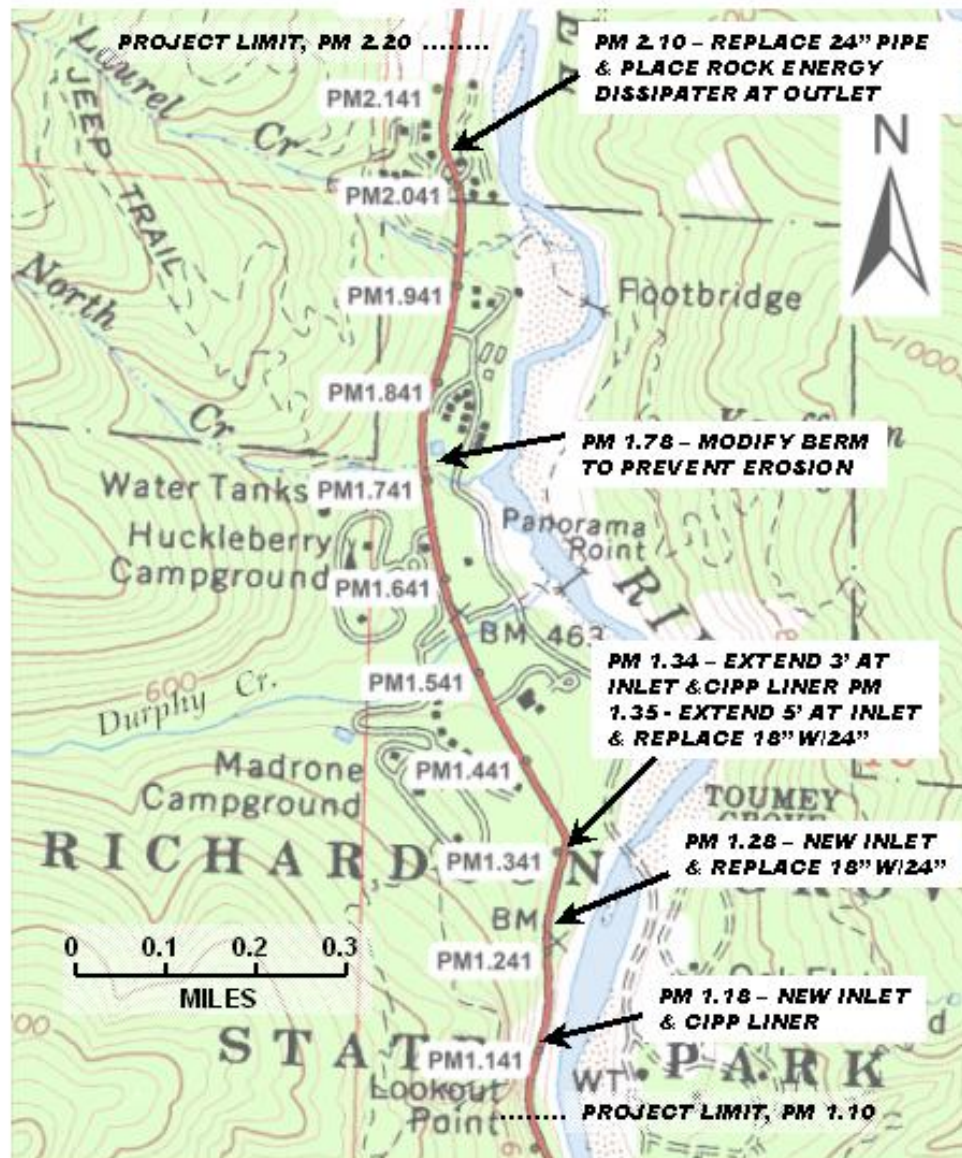 PROJECT LIMIT, PM 2.20 ........
PM 2.10 – REPLACE 24” PIPE
& PLACE ROCK ENERGY
DISSIPATER AT OUTLET
Laurel
Cr
JEEP
TRAIL
PM2.141
N
PM2.041
North
Cr
PM1.941
Footbridge
1000
PM1.841
PM 1.78 – MODIFY BERM
TO PREVENT EROSION
Water Tanks
PM1.741
Huckleberry
Campground
Panorama
Point
PM1.641
BM 463
PM 1.34 – EXTEND 3’ AT
INLET & CIPP LINER PM
1.35 - EXTEND 5’ AT INLET
& REPLACE 18” W/24”
600
PM1.541
Durphy Cr.
Madrone
Campground
PM1.441
TOUMEY
RICHARD
N
PM1.341
PM 1.28 – NEW INLET
& REPLACE 18” W/24”
BM
PM1.241
0 0.1 0.2 0.3
MILES
PM 1.18 – NEW INLET
& CIPP LINER
STAT
PM1.141
PARK
Lookout
Point
WT
........ PROJECT LIMIT, PM 1.10